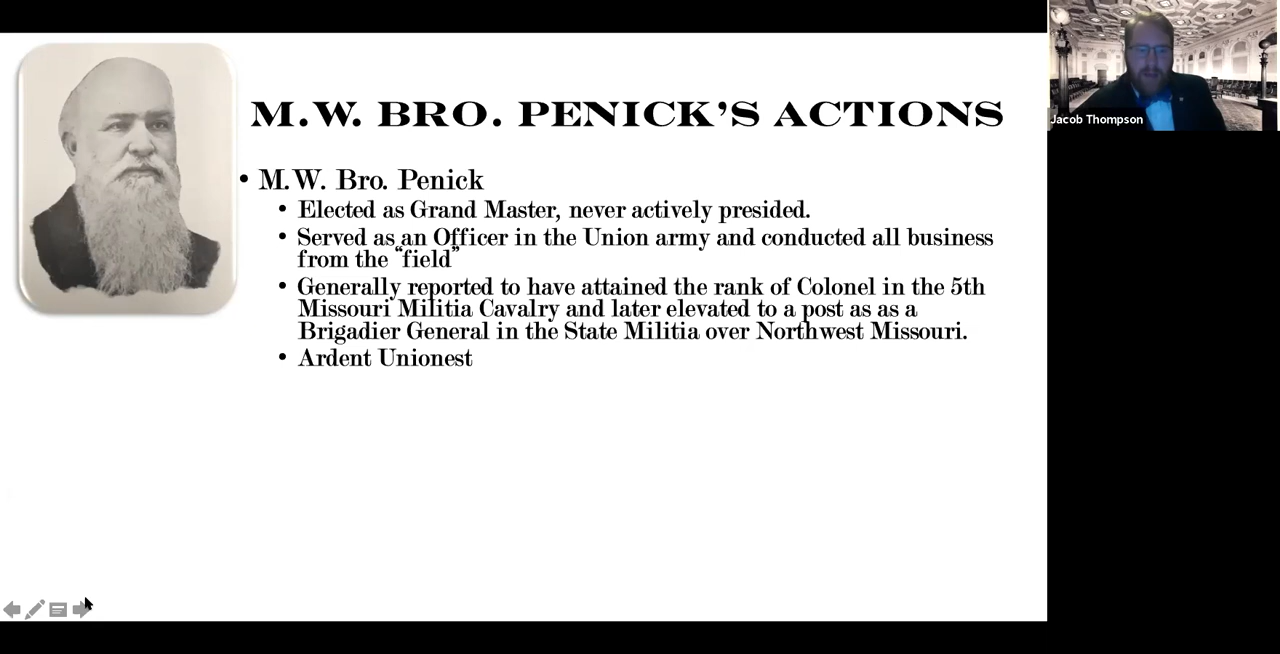 M.W. BRO. PENICK’S ACTIONS
• M.W. Bro. Penick
• Elected as Grand Master, never actively presided.
• Served as an Officer in the Union army and conducted all business
from the “field”
• Generally reported to have attained the rank of Colonel in the 5th
Missouri Militia Cavalry and later elevated to a post as as a
Brigadier General in the State Militia over Northwest Missouri.
• Ardent Unionest
Jacob Thompson